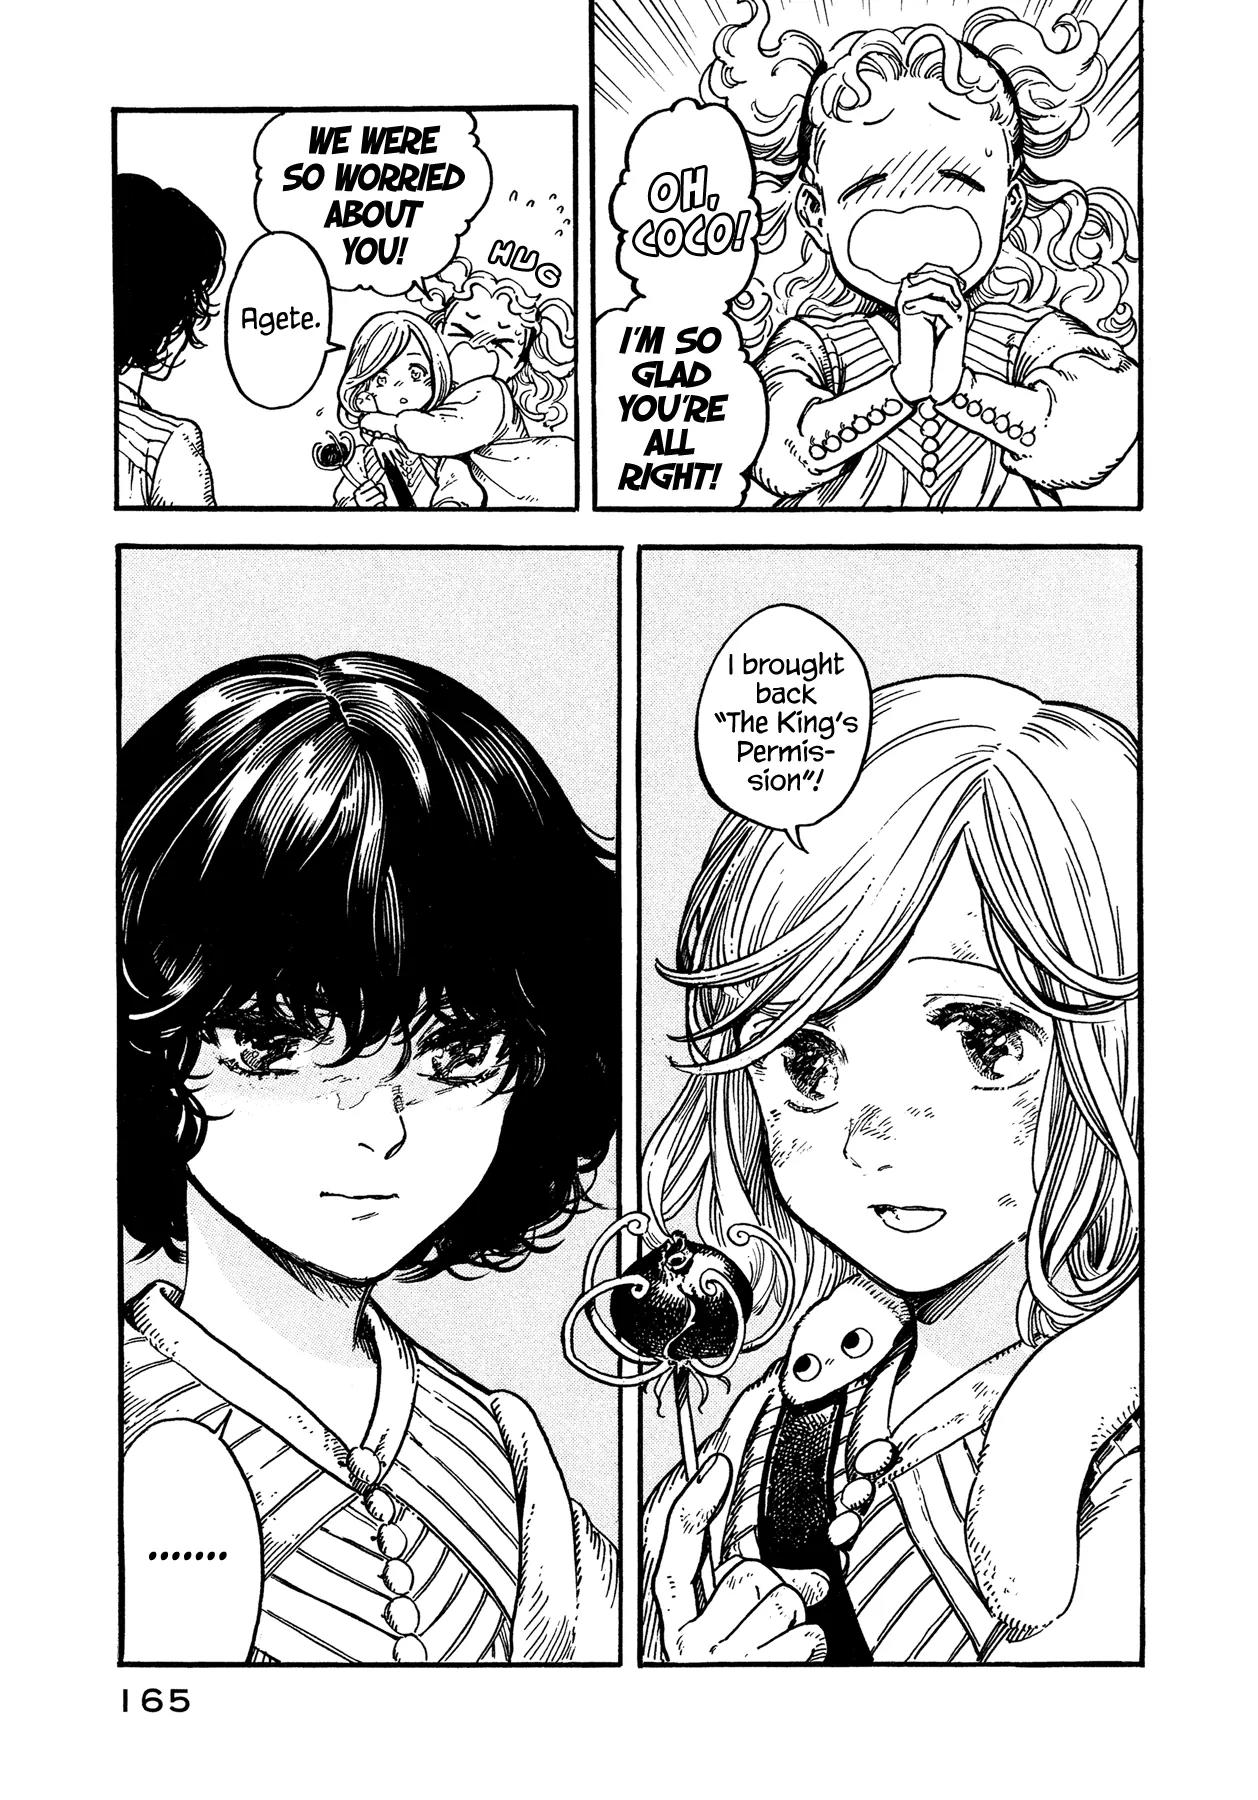 OH,
COCO!
I'M SO
GLAD
YOU'RE
ALL
RIGHT!
WE WERE
SO WORRIED
ABOUT
YOU!
HUG
Agete.
I brought
back
"The King's
Permis-
sion"!
.......
165